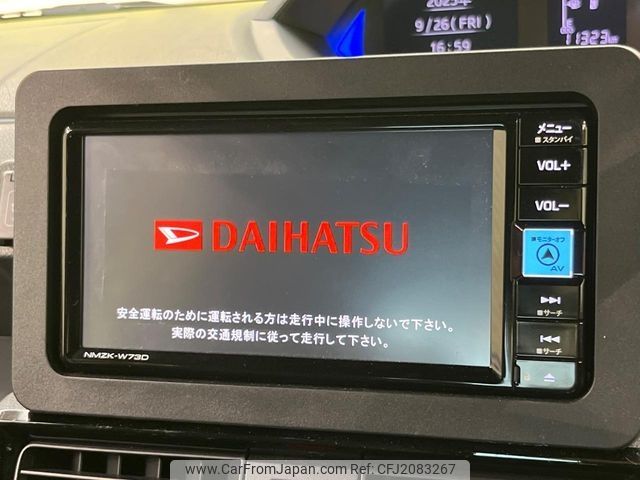 2025年
9/26(FRI)
16:59
11323km
E
DAIHATSU
安全運転のために運転される方は走行中に操作しないで下さい。
実際の交通規制に従って走行して下さい。
NMZK-W73D
メニュー
スタンバイ
VOL+
VOL-
モニターオフ
AV
サーチ
サーチ
www.CarFromJapan.com | Car No: CFJ2083267